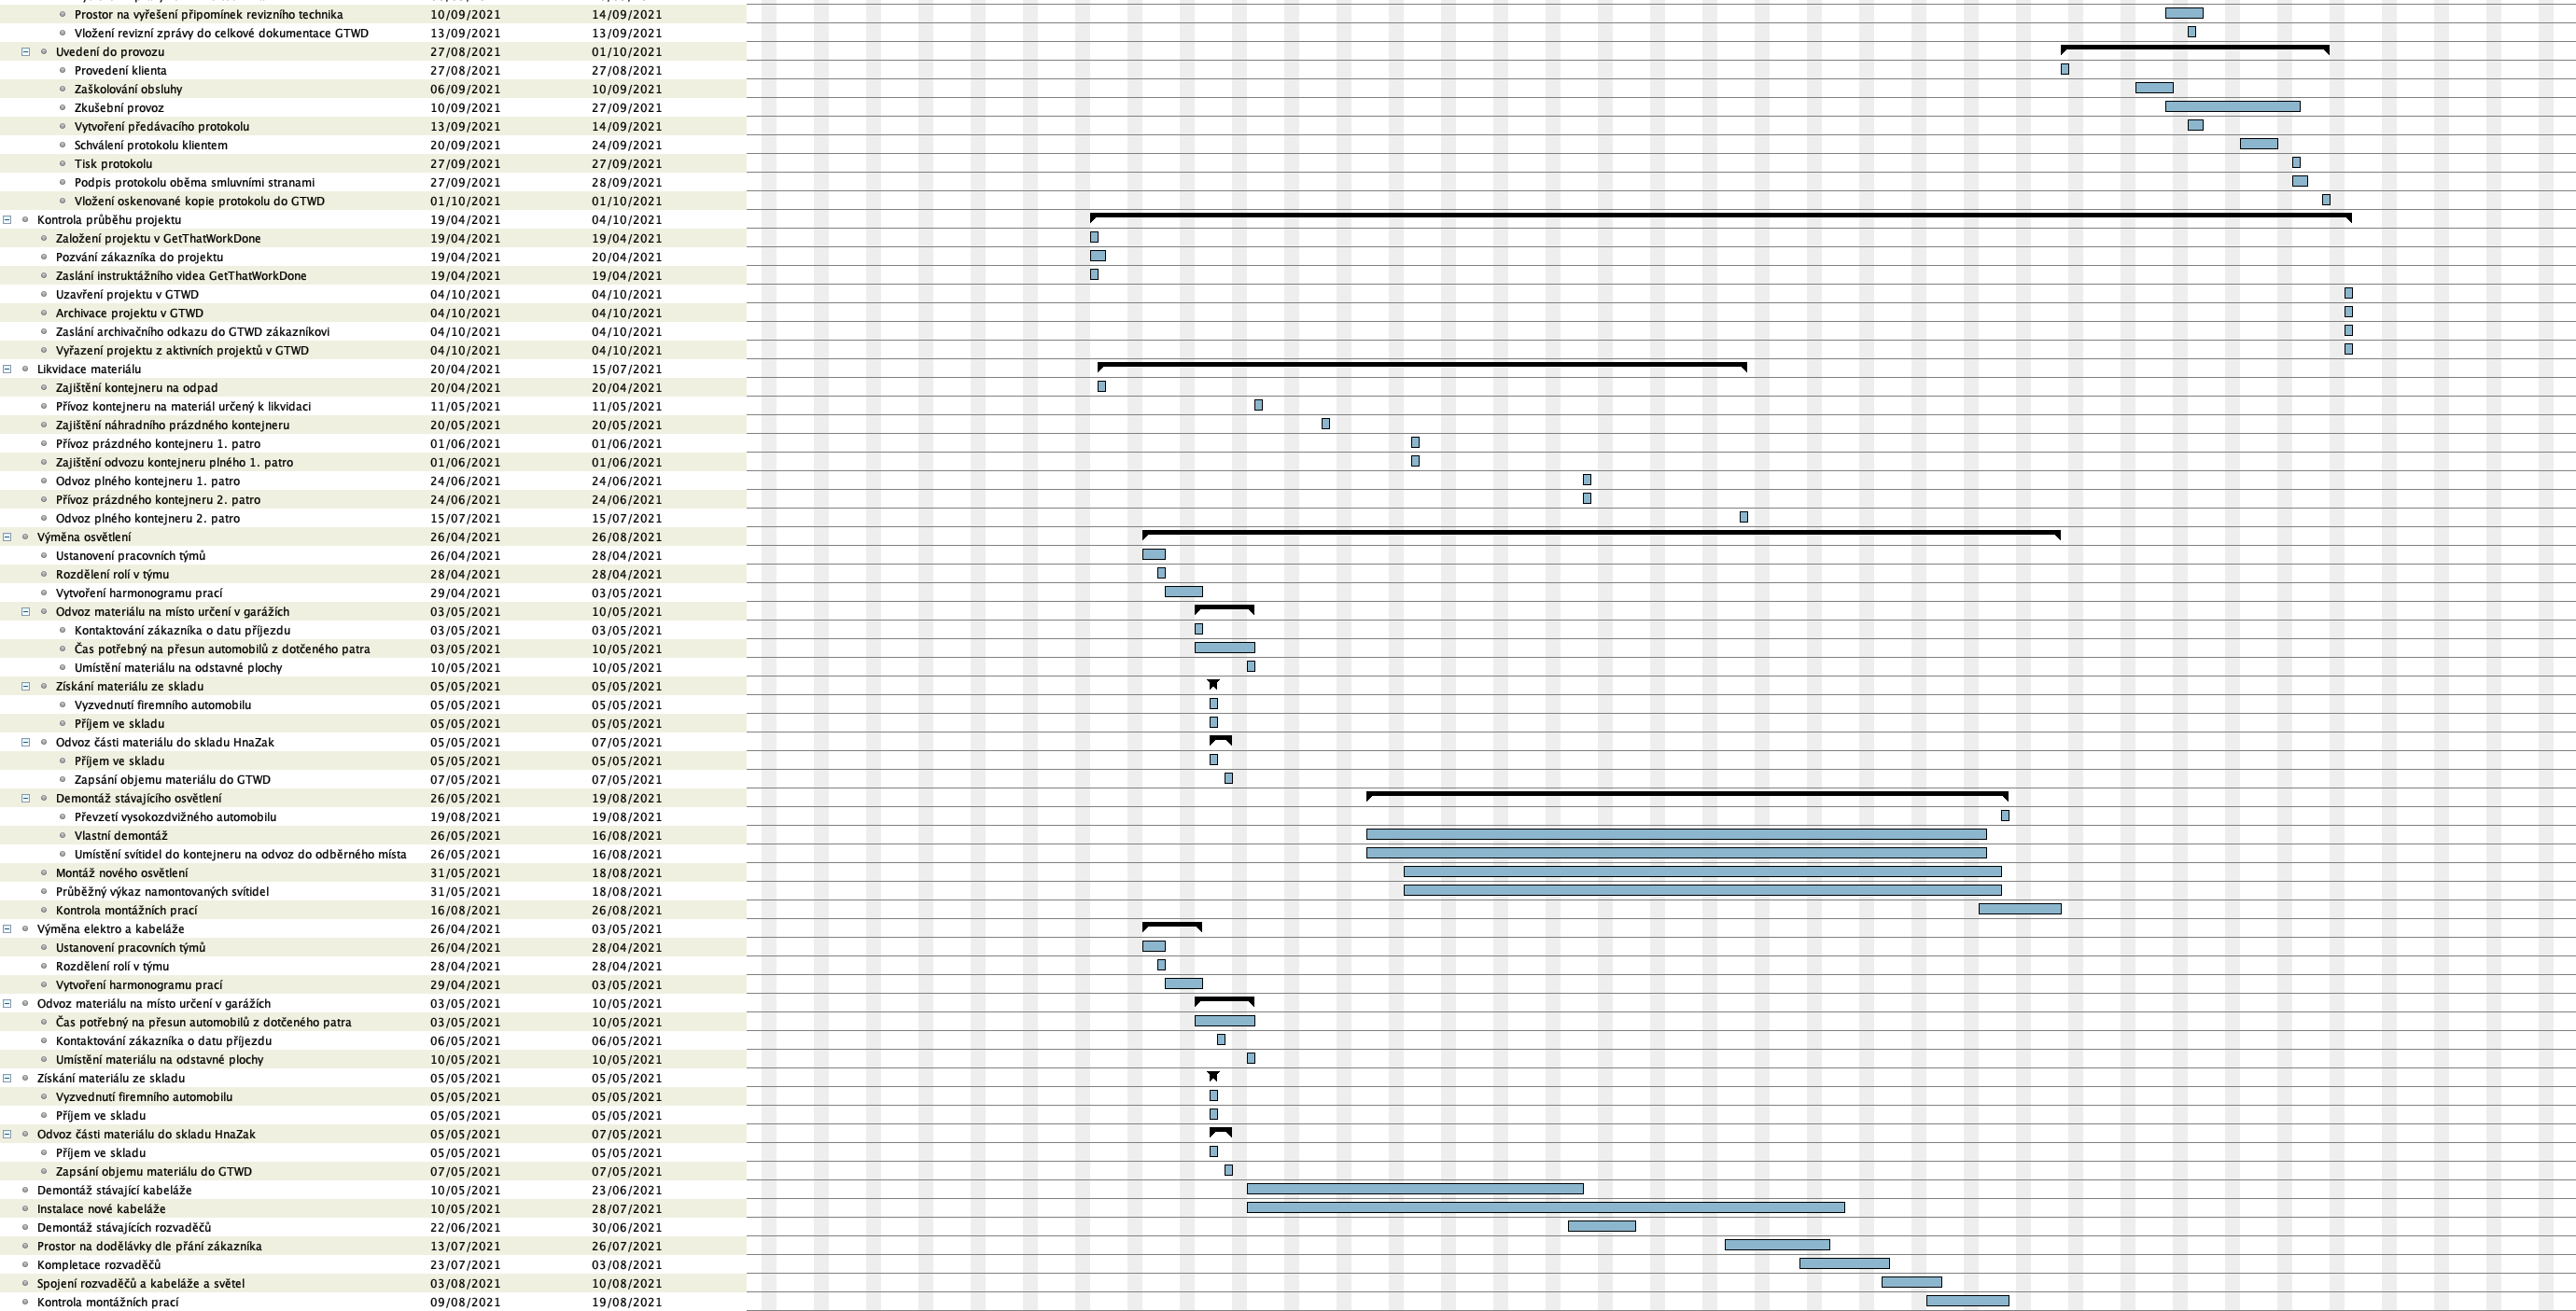 Prostor na vyřešení připomínek revizního technika 10/09/2021 14/09/2021
Vložení revizní zprávy do celkové dokumentace GTWD 13/09/2021 13/09/2021
Uvedení do provozu 27/08/2021 01/10/2021
Provedení klienta 27/08/2021 27/08/2021
Zaškolování obsluhy 06/09/2021 10/09/2021
Zkušební provoz 10/09/2021 27/09/2021
Vytvoření předávacího protokolu 13/09/2021 14/09/2021
Schválení protokolu klientem 20/09/2021 24/09/2021
Tisk protokolu 27/09/2021 27/09/2021
Podpis protokolu oběma smluvními stranami 27/09/2021 28/09/2021
Vložení oskenované kopie protokolu do GTWD 01/10/2021 01/10/2021
Kontrola průběhu projektu 19/04/2021 04/10/2021
Založení projektu v GetThatWorkDone 19/04/2021 19/04/2021
Pozvání zákazníka do projektu 19/04/2021 20/04/2021
Zaslání instruktážního videa GetThatWorkDone 19/04/2021 19/04/2021
Uzavření projektu v GTWD 04/10/2021 04/10/2021
Archivace projektu v GTWD 04/10/2021 04/10/2021
Zaslání archivačního odkazu do GTWD zákazníkovi 04/10/2021 04/10/2021
Vyřazení projektu z aktivních projektů v GTWD 04/10/2021 04/10/2021
Likvidace materiálu 20/04/2021 15/07/2021
Zajištění kontejneru na odpad 20/04/2021 20/04/2021
Přívoz kontejneru na materiál určený k likvidaci 11/05/2021 11/05/2021
Zajištění náhradního prázdného kontejneru 20/05/2021 20/05/2021
Přívoz prázdného kontejneru 1. patro 01/06/2021 01/06/2021
Zajištění odvozu kontejneru plného 1. patro 01/06/2021 01/06/2021
Odvoz plného kontejneru 1. patro 24/06/2021 24/06/2021
Přívoz prázdného kontejneru 2. patro 24/06/2021 24/06/2021
Odvoz plného kontejneru 2. patro 15/07/2021 15/07/2021
Výměna osvětlení 26/04/2021 26/08/2021
Ustanovení pracovních týmů 26/04/2021 28/04/2021
Rozdělení rolí v týmu 28/04/2021 28/04/2021
Vytvoření harmonogramu prací 29/04/2021 03/05/2021
Odvoz materiálu na místo určení v garážích 03/05/2021 10/05/2021
Kontaktování zákazníka o datu příjezdu 03/05/2021 03/05/2021
Čas potřebný na přesun automobilů z dotčeného patra 03/05/2021 10/05/2021
Umístění materiálu na odstavné plochy 10/05/2021 10/05/2021
Získání materiálu ze skladu 05/05/2021 05/05/2021
Vyzvednutí firemního automobilu 05/05/2021 05/05/2021
Příjem ve skladu 05/05/2021 05/05/2021
Odvoz části materiálu do skladu HnaZak 05/05/2021 07/05/2021
Příjem ve skladu 05/05/2021 05/05/2021
Zapsání objemu materiálu do GTWD 07/05/2021 07/05/2021
Demontáž stávajícího osvětlení 26/05/2021 19/08/2021
Převzetí vysokozdvižného automobilu 19/08/2021 19/08/2021
Vlastní demontáž 26/05/2021 16/08/2021
Umístění svítidel do kontejneru na odvoz do odběrného místa 26/05/2021 16/08/2021
Montáž nového osvětlení 31/05/2021 18/08/2021
Průběžný výkaz namontovaných svítidel 31/05/2021 18/08/2021
Kontrola montážních prací 16/08/2021 26/08/2021
Výměna elektro a kabeláže 26/04/2021 03/05/2021
Ustanovení pracovních týmů 26/04/2021 28/04/2021
Rozdělení rolí v týmu 28/04/2021 28/04/2021
Vytvoření harmonogramu prací 29/04/2021 03/05/2021
Odvoz materiálu na místo určení v garážích 03/05/2021 10/05/2021
Čas potřebný na přesun automobilů z dotčeného patra 03/05/2021 10/05/2021
Kontaktování zákazníka o datu příjezdu 06/05/2021 06/05/2021
Umístění materiálu na odstavné plochy 10/05/2021 10/05/2021
Získání materiálu ze skladu 05/05/2021 05/05/2021
Vyzvednutí firemního automobilu 05/05/2021 05/05/2021
Příjem ve skladu 05/05/2021 05/05/2021
Odvoz části materiálu do skladu HnaZak 05/05/2021 07/05/2021
Příjem ve skladu 05/05/2021 05/05/2021
Zapsání objemu materiálu do GTWD 07/05/2021 07/05/2021
Demontáž stávající kabeláže 10/05/2021 23/06/2021
Instalace nové kabeláže 10/05/2021 28/07/2021
Demontáž stávajících rozvaděčů 22/06/2021 30/06/2021
Prostor na dodělávky dle přání zákazníka 13/07/2021 26/07/2021
Kompletace rozvaděčů 23/07/2021 03/08/2021
Spojení rozvaděčů a kabeláže a světel 03/08/2021 10/08/2021
Kontrola montážních prací 09/08/2021 19/08/2021